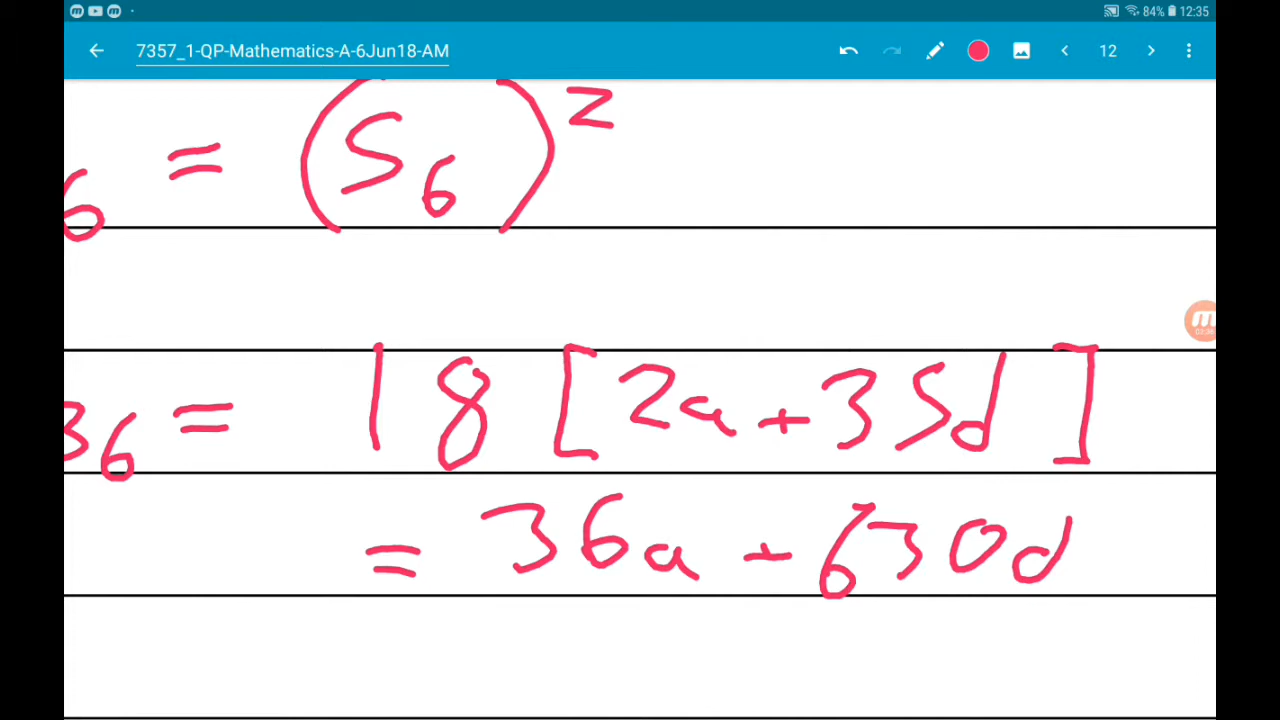 84% 12:35
7357_1-QP-Mathematics-A-6Jun18-AM 12
6 = (S6)²
36 = 18[2a+35d]
= 36a + 630d